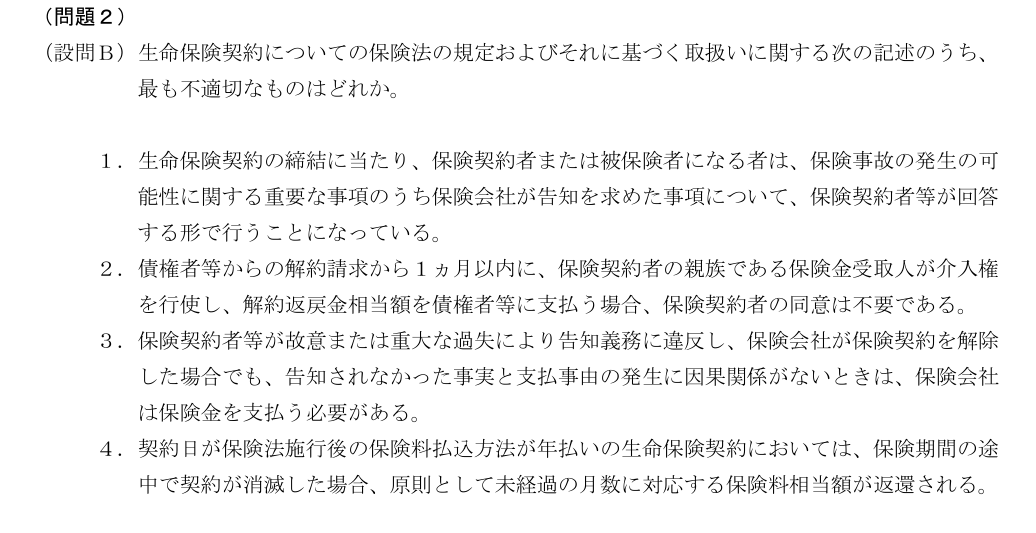 （問題２）
（設問Ｂ）生命保険契約についての保険法の規定およびそれに基づく取扱いに関する次の記述のうち、
最も不適切なものはどれか。
１．生命保険契約の締結に当たり、保険契約者または被保険者になる者は、保険事故の発生の可
能性に関する重要な事項のうち保険会社が告知を求めた事項について、保険契約者等が回答
する形で行うことになっている。
２．債権者等からの解約請求から１ヵ月以内に、保険契約者の親族である保険金受取人が介入権
を行使し、解約返戻金相当額を債権者等に支払う場合、保険契約者の同意は不要である。
３．保険契約者等が故意または重大な過失により告知義務に違反し、保険会社が保険契約を解除
した場合でも、告知されなかった事実と支払事由の発生に因果関係がないときは、保険会社
は保険金を支払う必要がある。
４．契約日が保険法施行後の保険料払込方法が年払いの生命保険契約においては、保険期間の途
中で契約が消滅した場合、原則として未経過の月数に対応する保険料相当額が返還される。